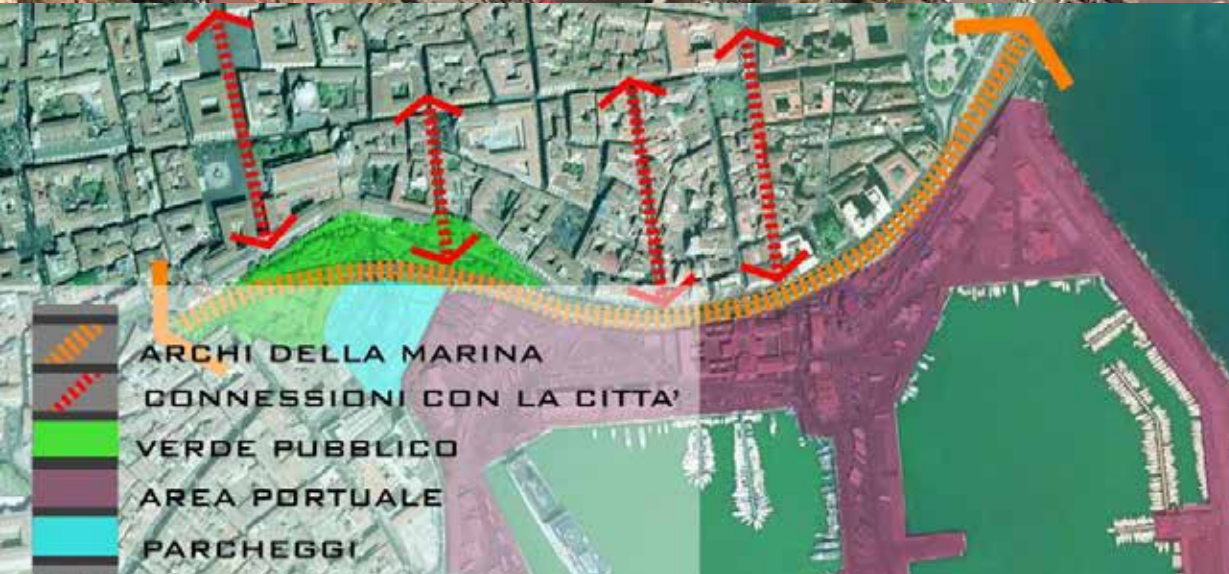 ARCHI DELLA MARINA
CONNESSIONI CON LA CITTA'
VERDE PUBBLICO
AREA PORTUALE
PARCHEGGI